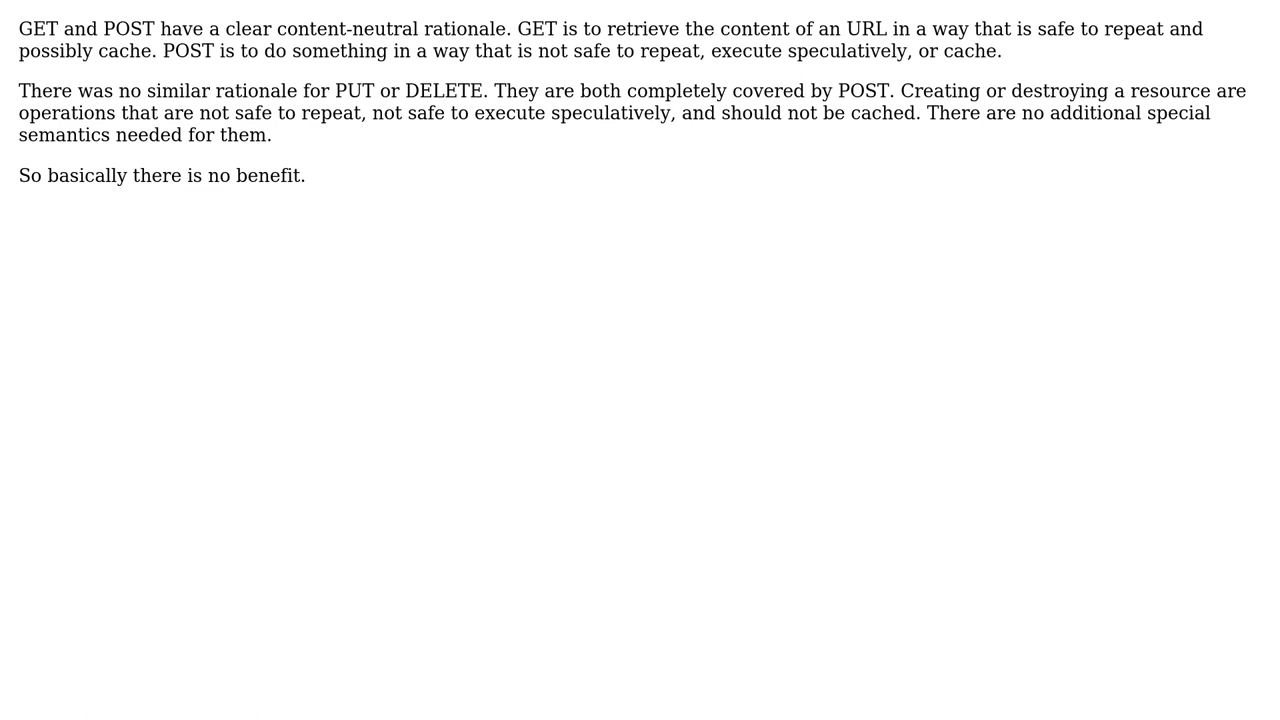 GET and POST have a clear content-neutral rationale. GET is to retrieve the content of an URL in a way that is safe to repeat and
possibly cache. POST is to do something in a way that is not safe to repeat, execute speculatively, or cache.
There was no similar rationale for PUT or DELETE. They are both completely covered by POST. Creating or destroying a resource are
operations that are not safe to repeat, not safe to execute speculatively, and should not be cached. There are no additional special
semantics needed for them.
So basically there is no benefit.